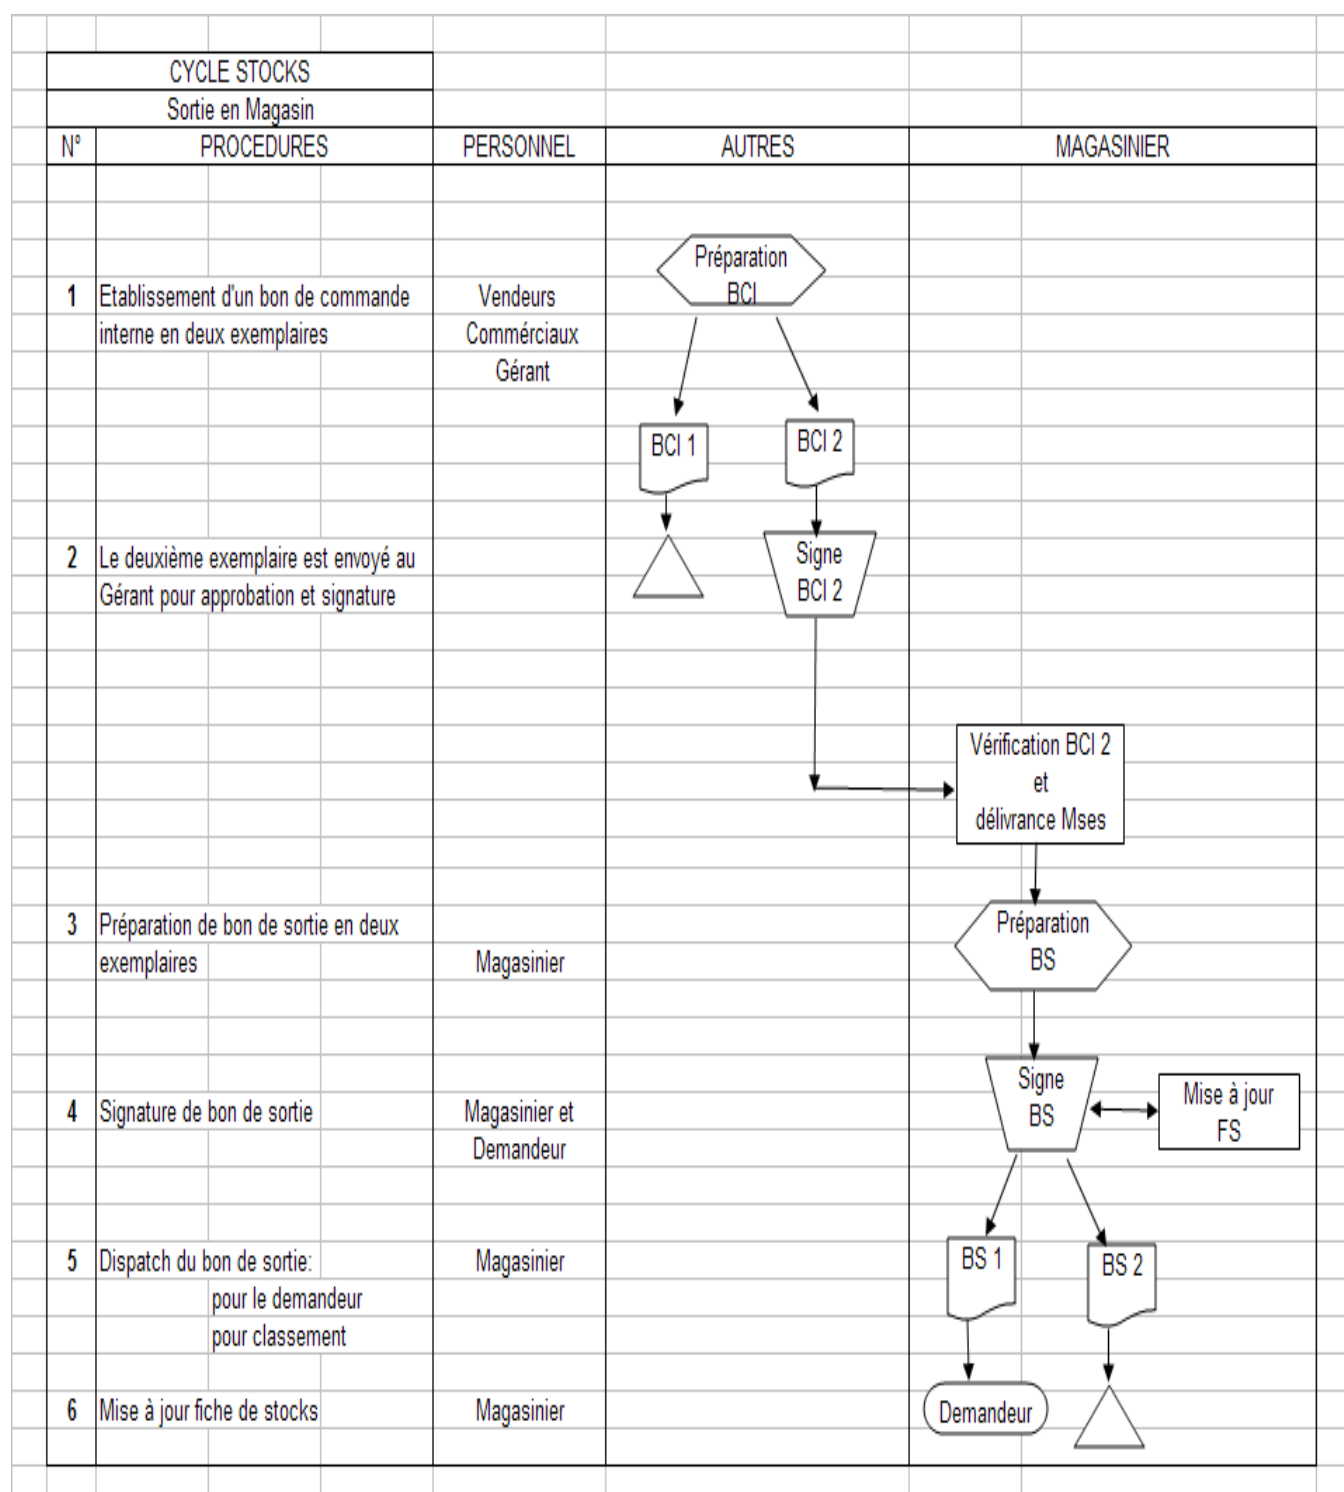 CYCLE STOCKS
Sortie en Magasin
N° PROCEDURES PERSONNEL AUTRES MAGASINIER
Préparation
BCI
1 Etablissement d'un bon de commande
interne en deux exemplaires
Vendeurs
Commérciaux
Gérant
BCI 1
BCI 2
2 Le deuxième exemplaire est envoyé au
Gérant pour approbation et signature
Signe
BCI 2
Vérification BCI 2
et
délivrance Mses
3 Préparation de bon de sortie en deux
exemplaires
Magasinier
Préparation
BS
4 Signature de bon de sortie
Magasinier et
Demandeur
Signe
BS
Mise à jour
FS
5 Dispatch du bon de sortie:
pour le demandeur
pour classement
Magasinier
BS 1
BS 2
6 Mise à jour fiche de stocks
Magasinier
Demandeur